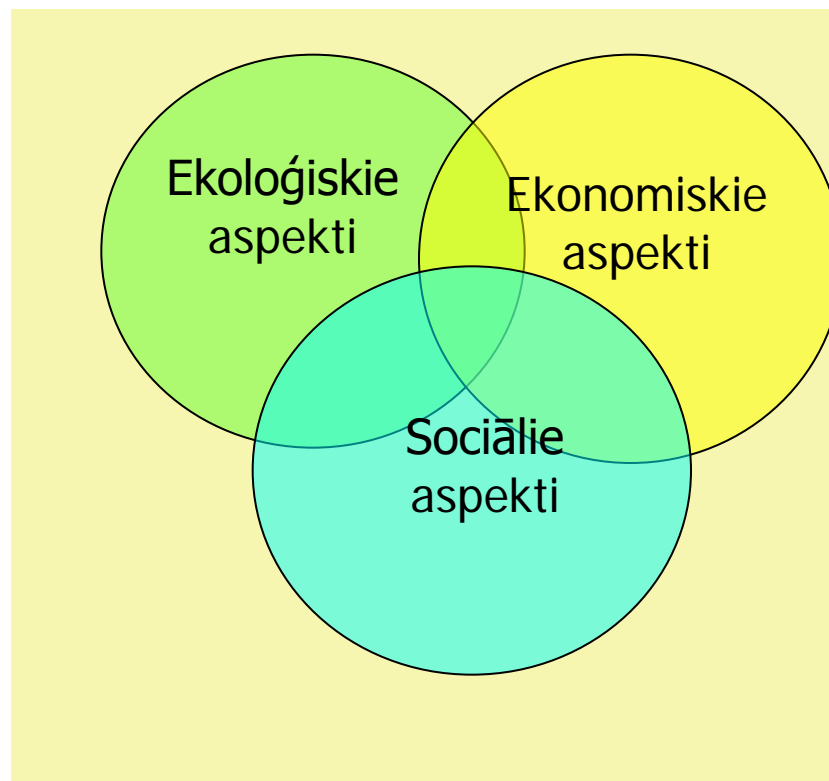 Ekoloģiskie
aspekti
Ekonomiskie
aspekti
Sociālie
aspekti